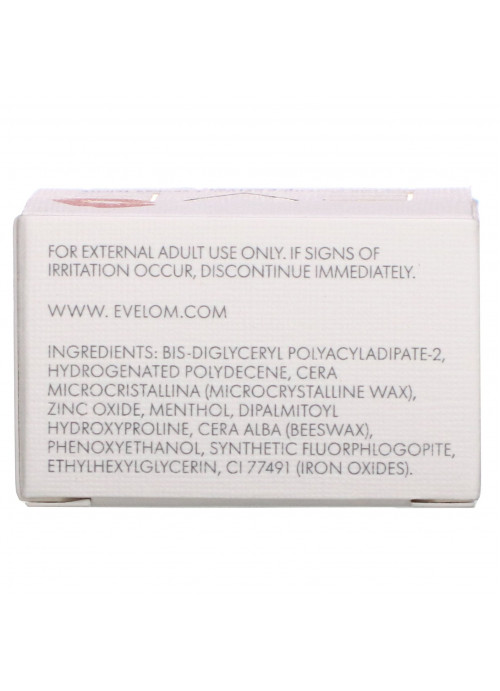 FOR EXTERNAL ADULT USE ONLY. IF SIGNS OF
IRRITATION OCCUR, DISCONTINUE IMMEDIATELY.
WWW. EVELOM.COM
INGREDIENTS: BIS-DIGLYCERYL POLYACYLADIPATE-2,
HYDROGENATED POLYDECENE, CERA
MICROCRISTALLINA (MICROCRYSTALLINE WAX),
ZINC OXIDE, MENTHOL, DIPALMITOYL
HYDROXYPROLINE, CERA ALBA (BEESWAX),
PHENOXYETHANOL, SYNTHETIC FLUORPHLOGOPITE,
ETHYLHEXYLGLYCERIN, CI 77491 (IRON OXIDES).